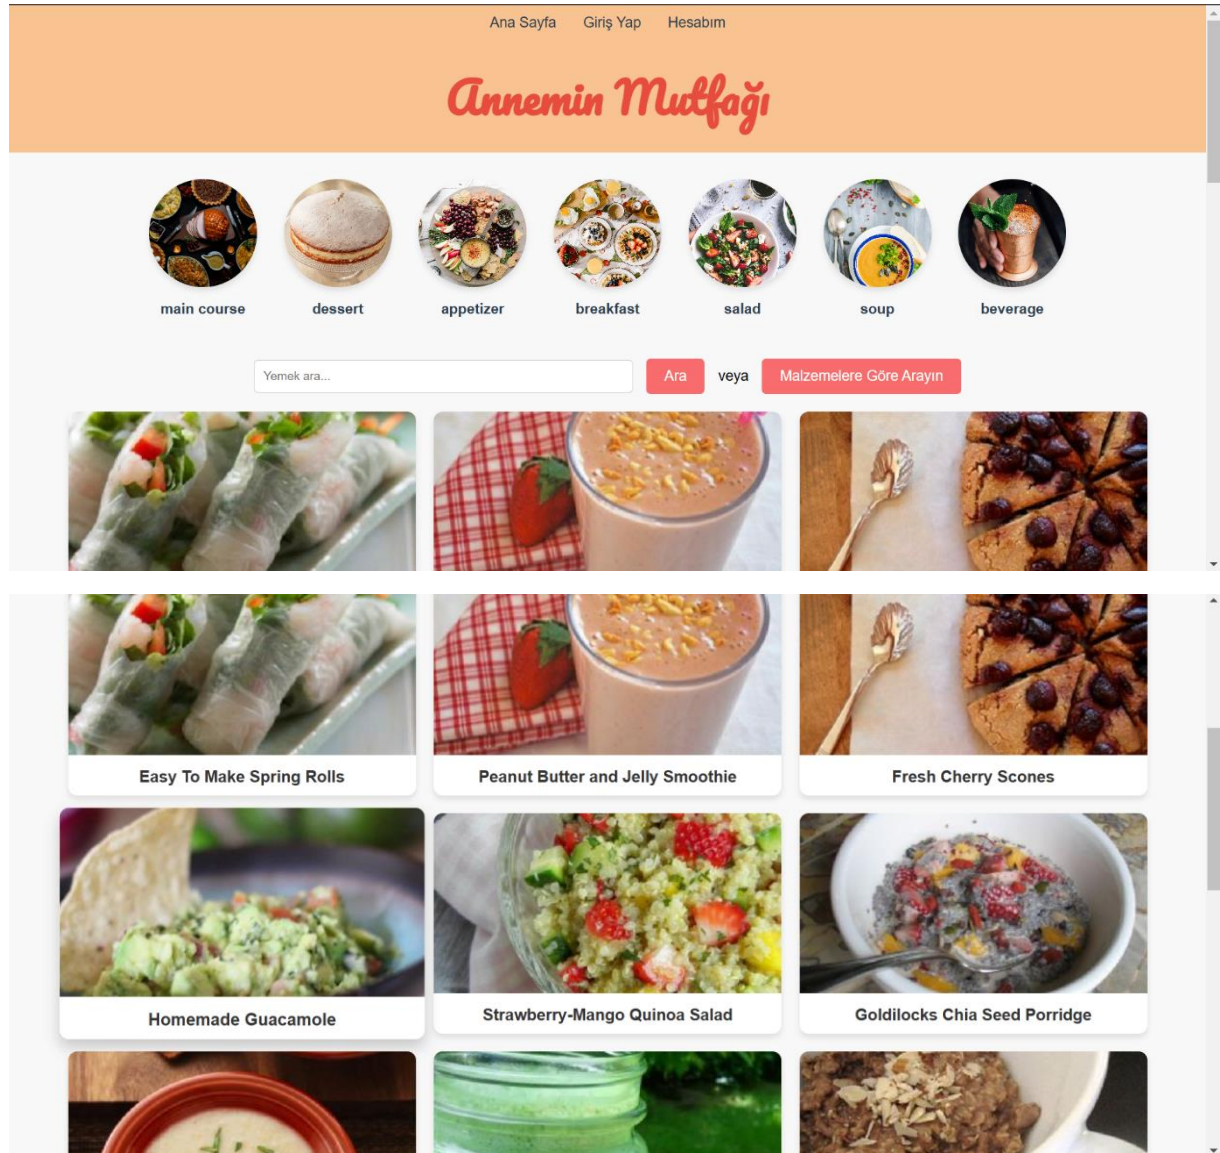 Ana Sayfa Giriş Yap Hesabım
Annemin Mutfağı
main course dessert appetizer breakfast salad soup beverage
Yemek ara... Ara veya Malzemelere Göre Arayın
Easy To Make Spring Rolls Peanut Butter and Jelly Smoothie Fresh Cherry Scones
Homemade Guacamole Strawberry-Mango Quinoa Salad Goldilocks Chia Seed Porridge